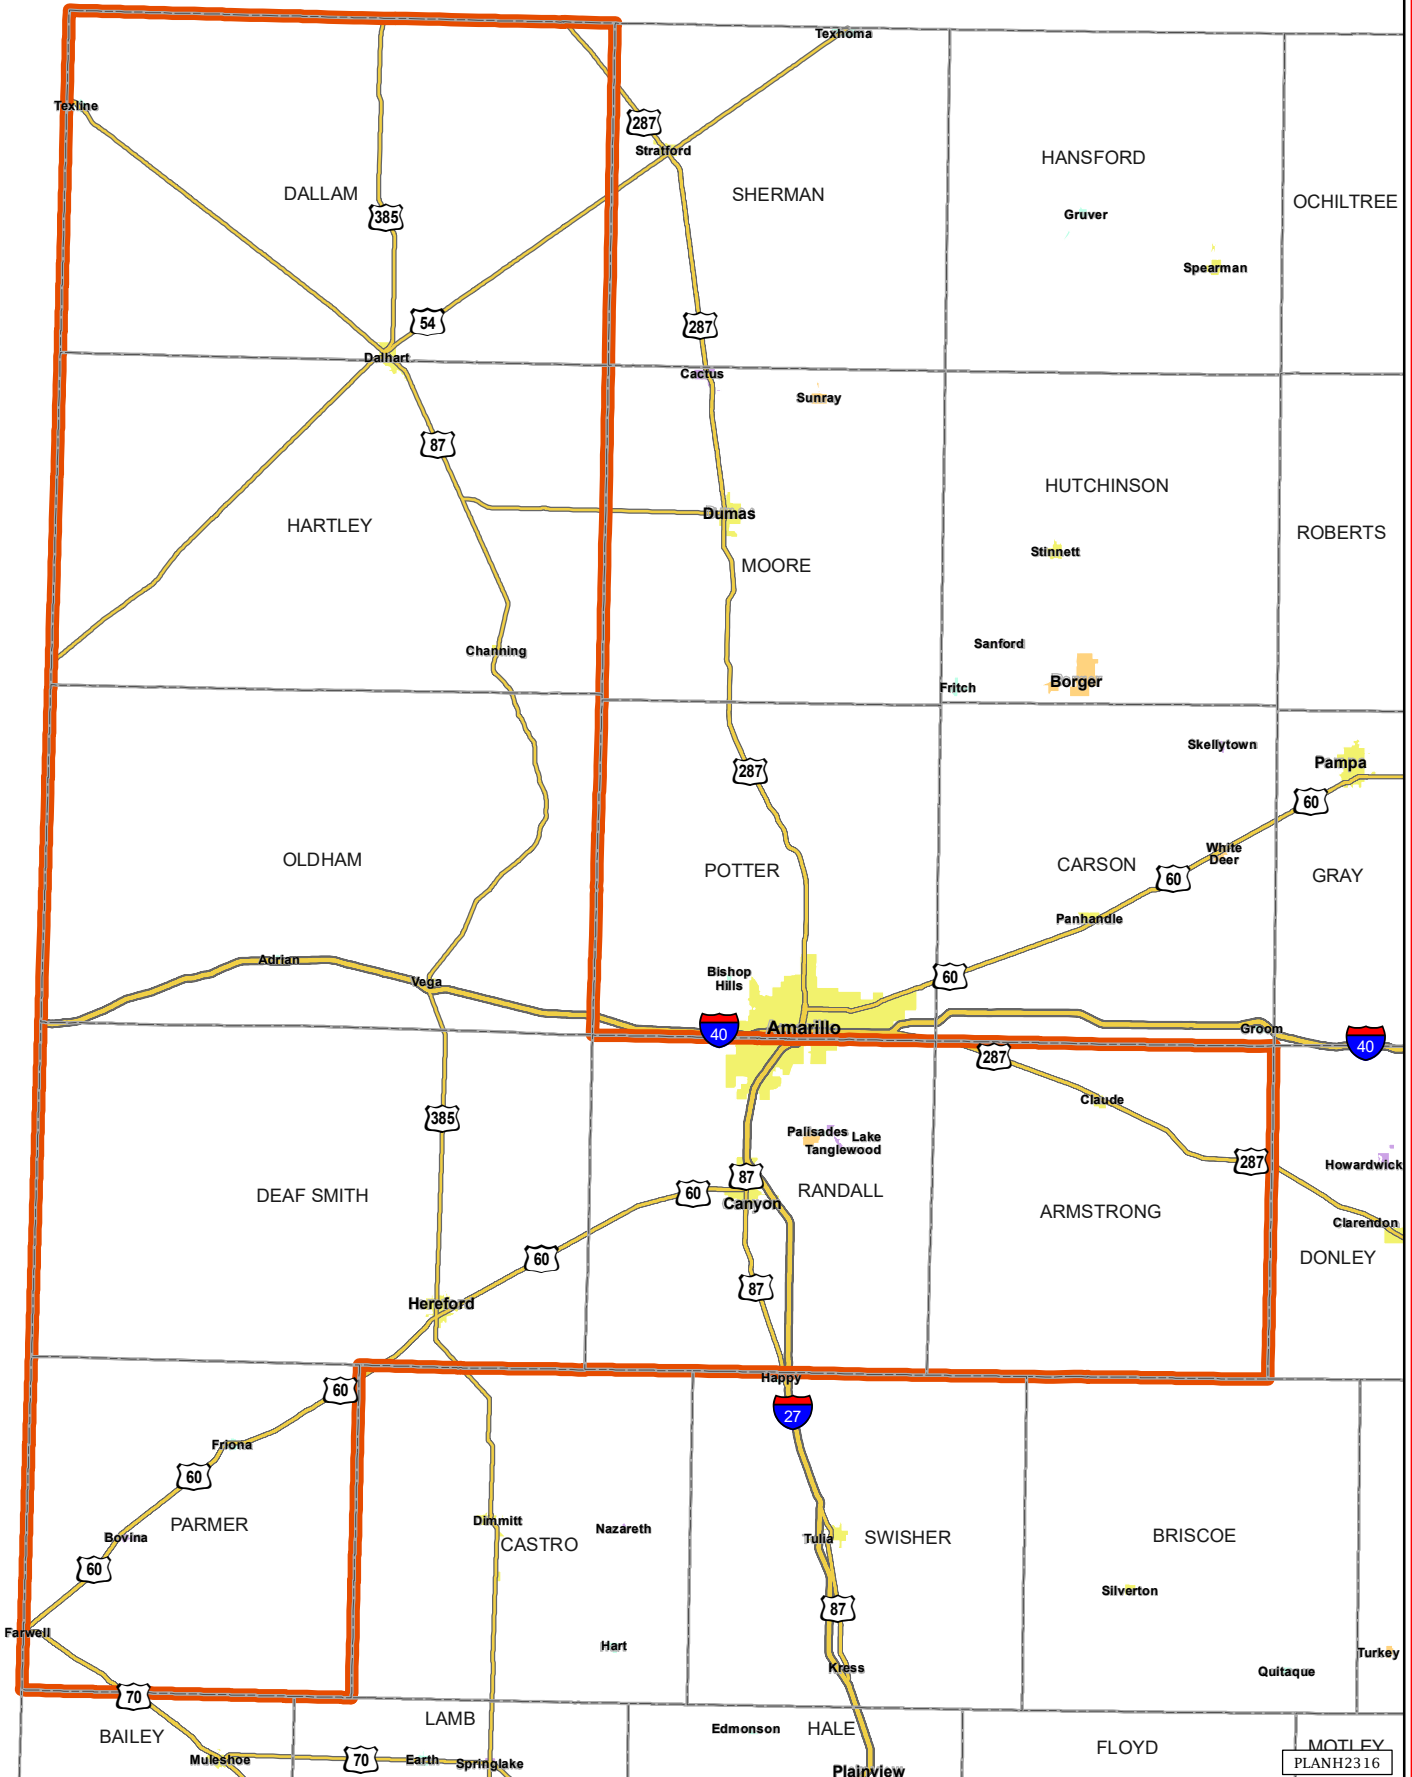 Texhoma
Texline
287
Stratford
HANSFORD
DALLAM
SHERMAN
OCHILTREE
385
Gruver
Spearman
54
287
Dalhart
Cactus
Sunray
87
HUTCHINSON
Dumas
HARTLEY
ROBERTS
Stinnett
MOORE
Sanford
Channing
Borger
Fritch
Skellytown
Pampa
287
60
White
Deer
OLDHAM
CARSON
POTTER
GRAY
60
Panhandle
Adrian
Bishop
Hills
60
Vega
Amarillo
40
Groom
40
287
Claude
385
Palisades
Lake
Tanglewood
287
Howardwick
87
60
RANDALL
DEAF SMITH
Canyon
ARMSTRONG
Clarendon
60
DONLEY
87
Hereford
Happy
60
27
Friona
60
Dimmitt
PARMER
Nazareth
Bovina
CASTRO
Tulia
SWISHER
BRISCOE
60
Silverton
87
Farwell
Hart
Turkey
Kress
Quitaque
70
LAMB
BAILEY
Edmonson
HALE
FLOYD
MOTLEY
Muleshoe
70
Earth
Springlake
PLANH2316
Plainview